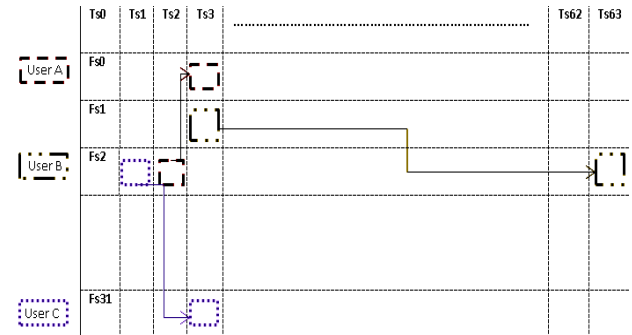 Ts0 Ts1 Ts2 Ts3 ........................................................ Ts62 Ts63
User A
Fs0
Fs1
User B
Fs2
User C
Fs31